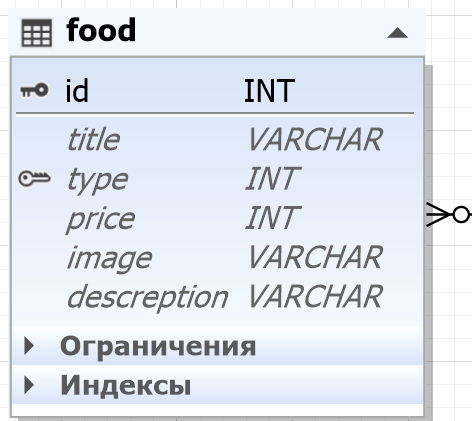 food
id INT
title VARCHAR
type INT
price INT
image VARCHAR
descreption VARCHAR
Ограничения
Индексы